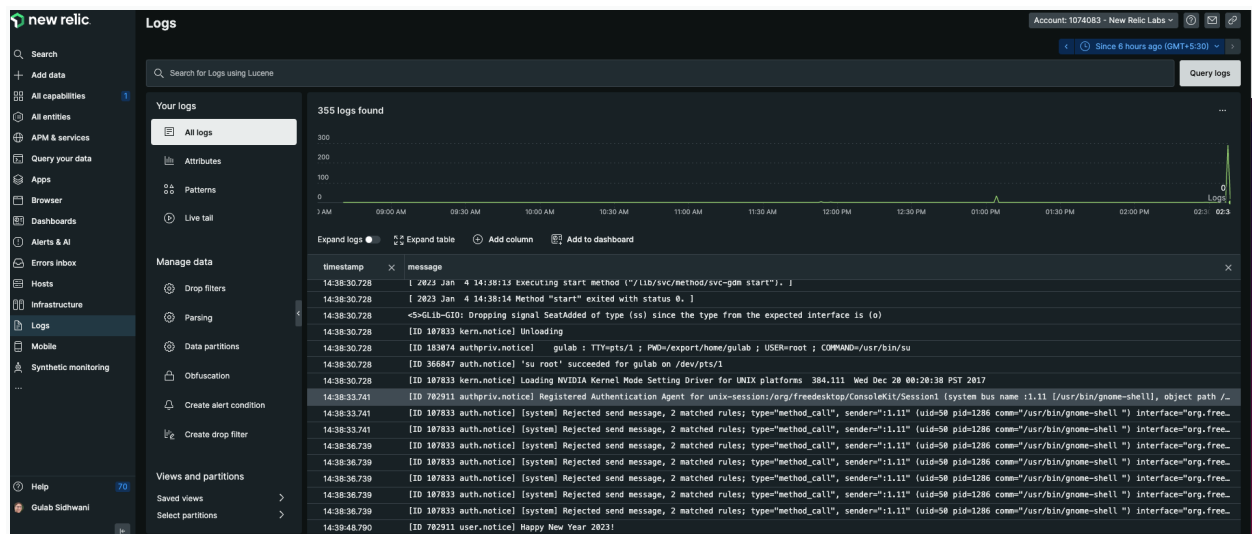 new relic
Search
Add data
All capabilities 1
All entities
APM & services
Query your data
Apps
Browser
Dashboards
Alerts & AI
Errors inbox
Hosts
Infrastructure
Logs
Mobile
Synthetic monitoring
...
Help 70
Gulab Sidhwani
Logs
Account: 1074083 - New Relic Labs
Since 6 hours ago (GMT+5:30)
Search for Logs using Lucene
Query logs
Your logs
All logs
Attributes
Patterns
Live tail
Manage data
Drop filters
Parsing
Data partitions
Obfuscation
Create alert condition
Create drop filter
Views and partitions
Saved views
Select partitions
355 logs found
...
300
200
100
0
0
Logs
AM 09:00 AM 09:30 AM 10:00 AM 10:30 AM 11:00 AM 11:30 AM 12:00 PM 12:30 PM 01:00 PM 01:30 PM 02:00 PM 02:3 02:3
Expand logs Expand table Add column Add to dashboard
timestamp message
14:38:30.728 [ 2023 Jan 4 14:38:13 Executing start method ("/lib/svc/method/svc-gdm start"). ]
14:38:30.728 [ 2023 Jan 4 14:38:14 Method "start" exited with status 0. ]
14:38:30.728 <5>GLib-GIO: Dropping signal SeatAdded of type (ss) since the type from the expected interface is (o)
14:38:30.728 [ID 107833 kern.notice] Unloading
14:38:30.728 [ID 183074 authpriv.notice] gulab : TTY=pts/1 ; PWD=/export/home/gulab ; USER=root ; COMMAND=/usr/bin/su
14:38:30.728 [ID 366847 auth.notice] 'su root' succeeded for gulab on /dev/pts/1
14:38:30.728 [ID 107833 kern.notice] Loading NVIDIA Kernel Mode Setting Driver for UNIX platforms 384.111 Wed Dec 20 00:20:38 PST 2017
14:38:33.741 [ID 702911 authpriv.notice] Registered Authentication Agent for unix-session:/org/freedesktop/ConsoleKit/Session1 (system bus name :1.11 [/usr/bin/gnome-shell], object path /…
14:38:33.741 [ID 107833 auth.notice] [system] Rejected send message, 2 matched rules; type="method_call", sender=":1.11" (uid=50 pid=1286 comm="/usr/bin/gnome-shell ") interface="org.free…
14:38:33.741 [ID 107833 auth.notice] [system] Rejected send message, 2 matched rules; type="method_call", sender=":1.11" (uid=50 pid=1286 comm="/usr/bin/gnome-shell ") interface="org.free…
14:38:36.739 [ID 107833 auth.notice] [system] Rejected send message, 2 matched rules; type="method_call", sender=":1.11" (uid=50 pid=1286 comm="/usr/bin/gnome-shell ") interface="org.free…
14:38:36.739 [ID 107833 auth.notice] [system] Rejected send message, 2 matched rules; type="method_call", sender=":1.11" (uid=50 pid=1286 comm="/usr/bin/gnome-shell ") interface="org.free…
14:38:36.739 [ID 107833 auth.notice] [system] Rejected send message, 2 matched rules; type="method_call", sender=":1.11" (uid=50 pid=1286 comm="/usr/bin/gnome-shell ") interface="org.free…
14:38:36.739 [ID 107833 auth.notice] [system] Rejected send message, 2 matched rules; type="method_call", sender=":1.11" (uid=50 pid=1286 comm="/usr/bin/gnome-shell ") interface="org.free…
14:38:36.739 [ID 107833 auth.notice] [system] Rejected send message, 2 matched rules; type="method_call", sender=":1.11" (uid=50 pid=1286 comm="/usr/bin/gnome-shell ") interface="org.free…
14:39:48.790 [ID 702911 user.notice] Happy New Year 2023!